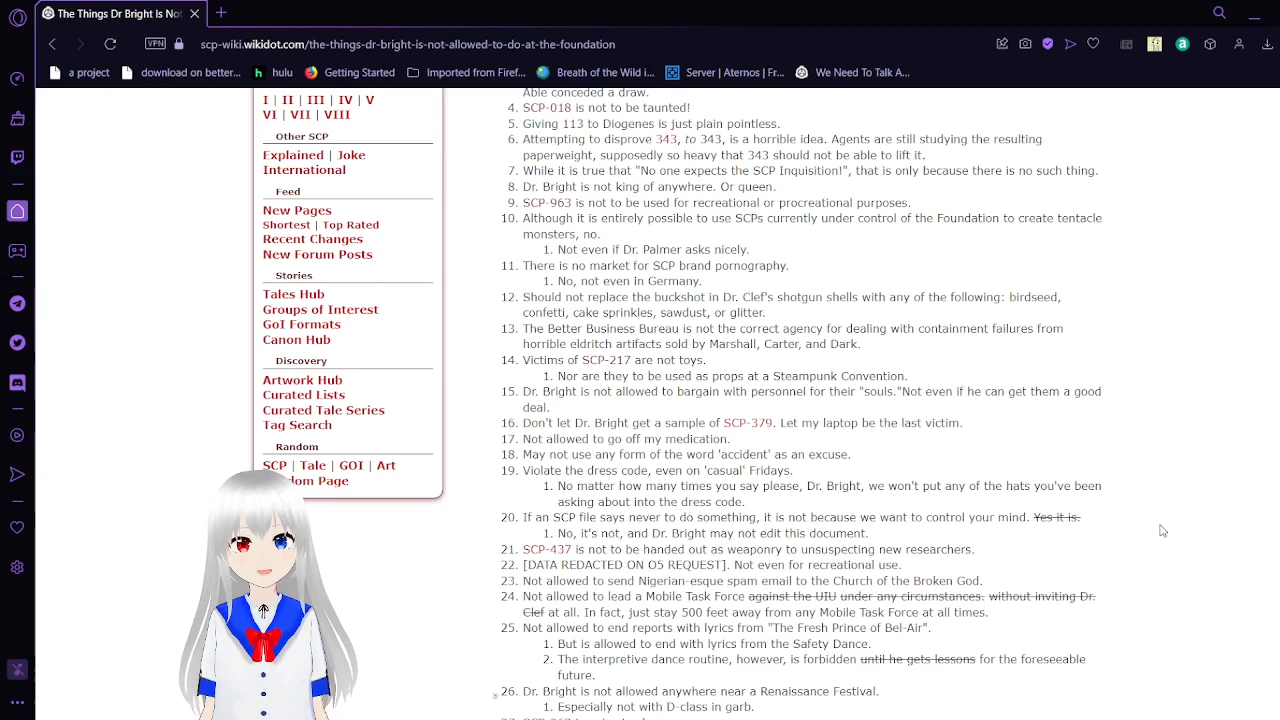 The Things Dr Bright Is Not
scp-wiki.wikidot.com/the-things-dr-bright-is-not-allowed-to-do-at-the-foundation
VPN
a project
download on better...
hulu
Getting Started
Imported from Firef...
Breath of the Wild i...
Server | Aternos | Fr...
We Need To Talk A...
I | II | III | IV | V
VI | VII | VIII
Other SCP
Explained | Joke
International
Feed
New Pages
Shortest | Top Rated
Recent Changes
New Forum Posts
Stories
Tales Hub
Groups of Interest
GoI Formats
Canon Hub
Discovery
Artwork Hub
Curated Lists
Curated Tale Series
Tag Search
Random
SCP | Tale | GOI | Art
dom Page
Able conceded a draw.
4. SCP-018 is not to be taunted!
5. Giving 113 to Diogenes is just plain pointless.
6. Attempting to disprove 343, to 343, is a horrible idea. Agents are still studying the resulting
paperweight, supposedly so heavy that 343 should not be able to lift it.
7. While it is true that "No one expects the SCP Inquisition!", that is only because there is no such thing.
8. Dr. Bright is not king of anywhere. Or queen.
9. SCP-963 is not to be used for recreational or procreational purposes.
10. Although it is entirely possible to use SCPs currently under control of the Foundation to create tentacle
monsters, no.
1. Not even if Dr. Palmer asks nicely.
11. There is no market for SCP brand pornography.
1. No, not even in Germany.
12. Should not replace the buckshot in Dr. Clef's shotgun shells with any of the following: birdseed,
confetti, cake sprinkles, sawdust, or glitter.
13. The Better Business Bureau is not the correct agency for dealing with containment failures from
horrible eldritch artifacts sold by Marshall, Carter, and Dark.
14. Victims of SCP-217 are not toys.
1. Nor are they to be used as props at a Steampunk Convention.
15. Dr. Bright is not allowed to bargain with personnel for their "souls."Not even if he can get them a good
deal.
16. Don't let Dr. Bright get a sample of SCP-379. Let my laptop be the last victim.
17. Not allowed to go off my medication.
18. May not use any form of the word 'accident' as an excuse.
19. Violate the dress code, even on 'casual' Fridays.
1. No matter how many times you say please, Dr. Bright, we won't put any of the hats you've been
asking about into the dress code.
20. If an SCP file says never to do something, it is not because we want to control your mind. Yes it is.
1. No, it's not, and Dr. Bright may not edit this document.
21. SCP-437 is not to be handed out as weaponry to unsuspecting new researchers.
22. [DATA REDACTED ON O5 REQUEST]. Not even for recreational use.
23. Not allowed to send Nigerian-esque spam email to the Church of the Broken God.
24. Not allowed to lead a Mobile Task Force against the UIU under any circumstances. without inviting Dr.
Clef at all. In fact, just stay 500 feet away from any Mobile Task Force at all times.
25. Not allowed to end reports with lyrics from "The Fresh Prince of Bel-Air".
1. But is allowed to end with lyrics from the Safety Dance.
2. The interpretive dance routine, however, is forbidden until he gets lessons for the foreseeable
future.
26. Dr. Bright is not allowed anywhere near a Renaissance Festival.
1. Especially not with D-class in garb.